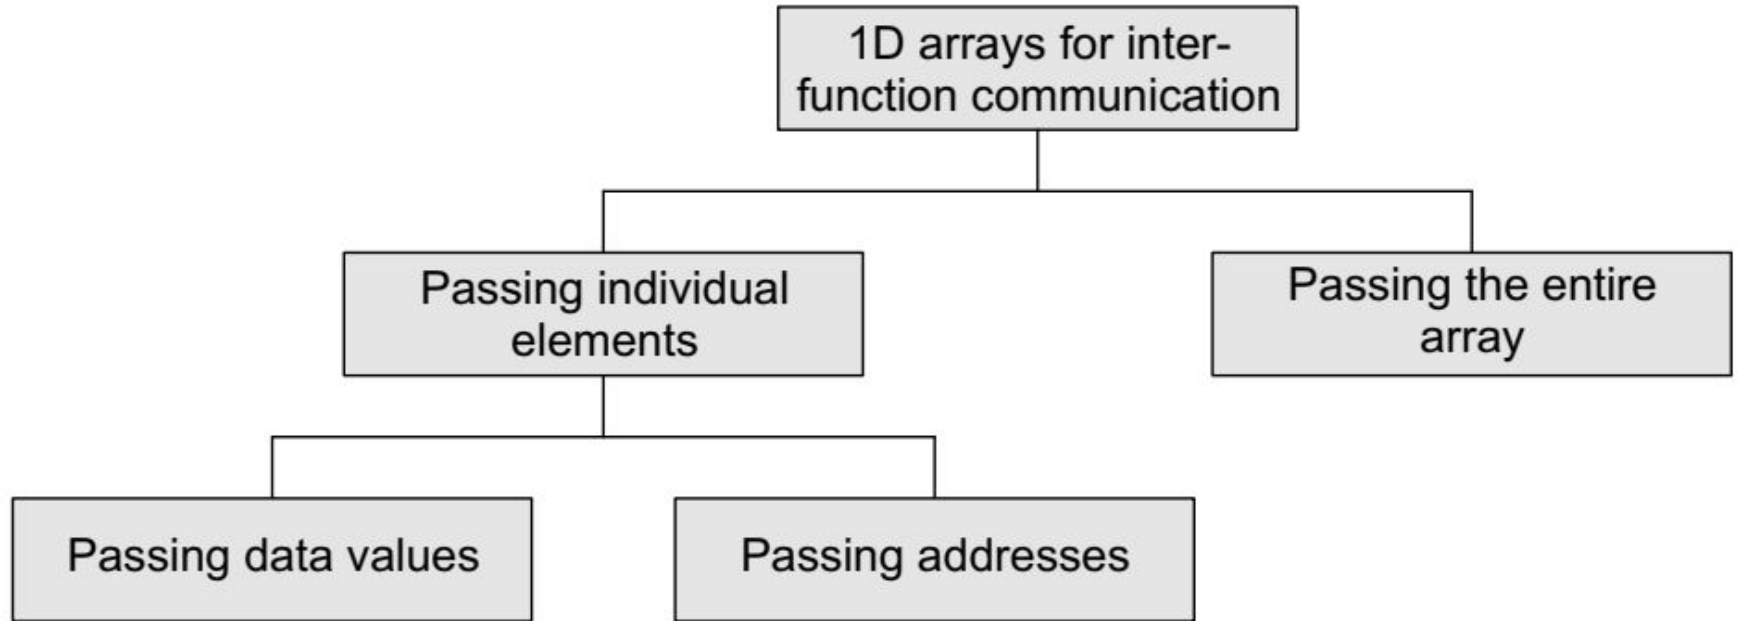 1D arrays for inter-
function communication
Passing individual
elements
Passing the entire
array
Passing data values
Passing addresses